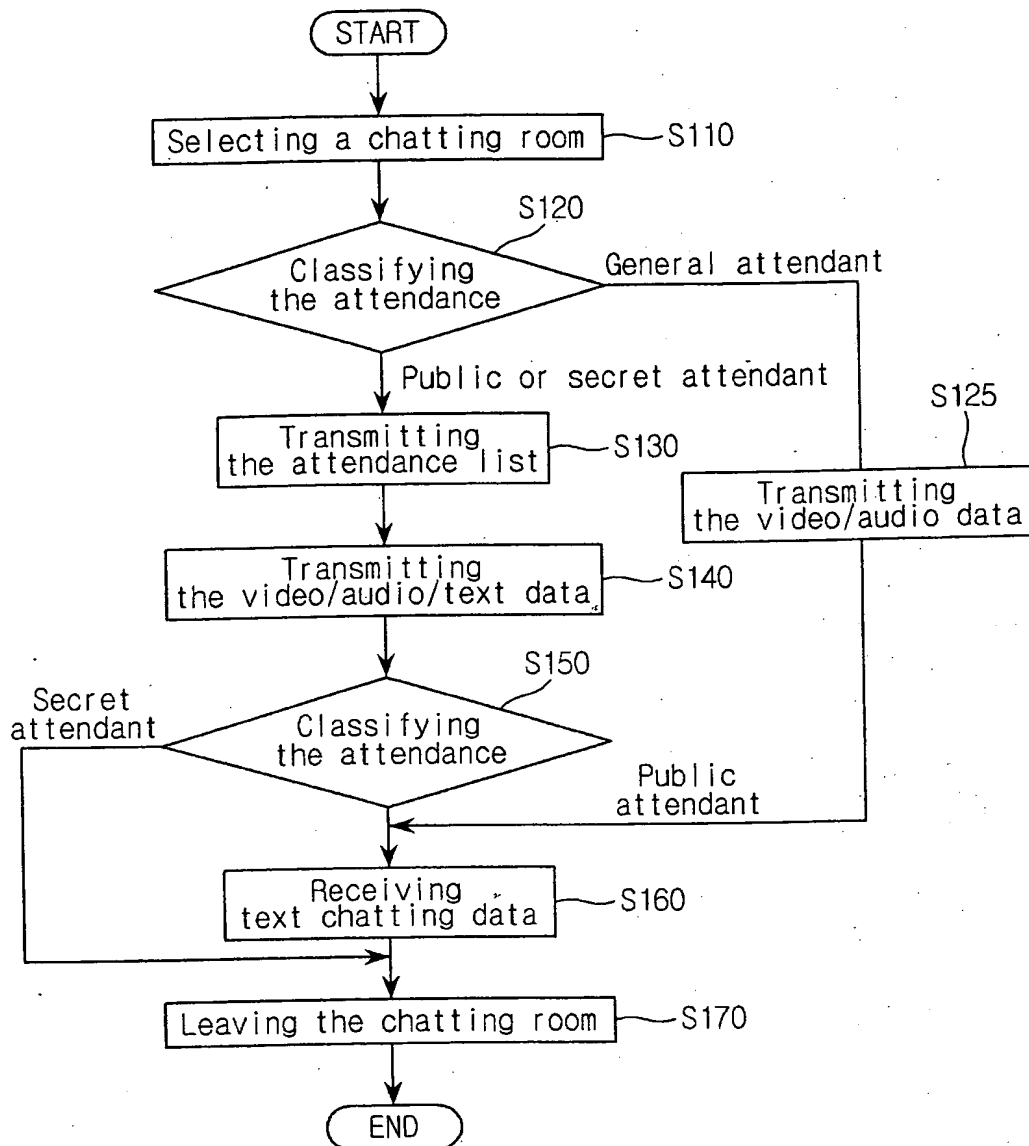 START
Selecting a chatting room
S110
S120
Classifying
the attendance
General attendant
Public or secret attendant
S125
Transmitting
the attendance list
S130
Transmitting
the video/audio data
Transmitting
the video/audio/text data
S140
S150
Secret
attendant
Classifying
the attendance
Public
attendant
Receiving
text chatting data
S160
Leaving the chatting room
S170
END